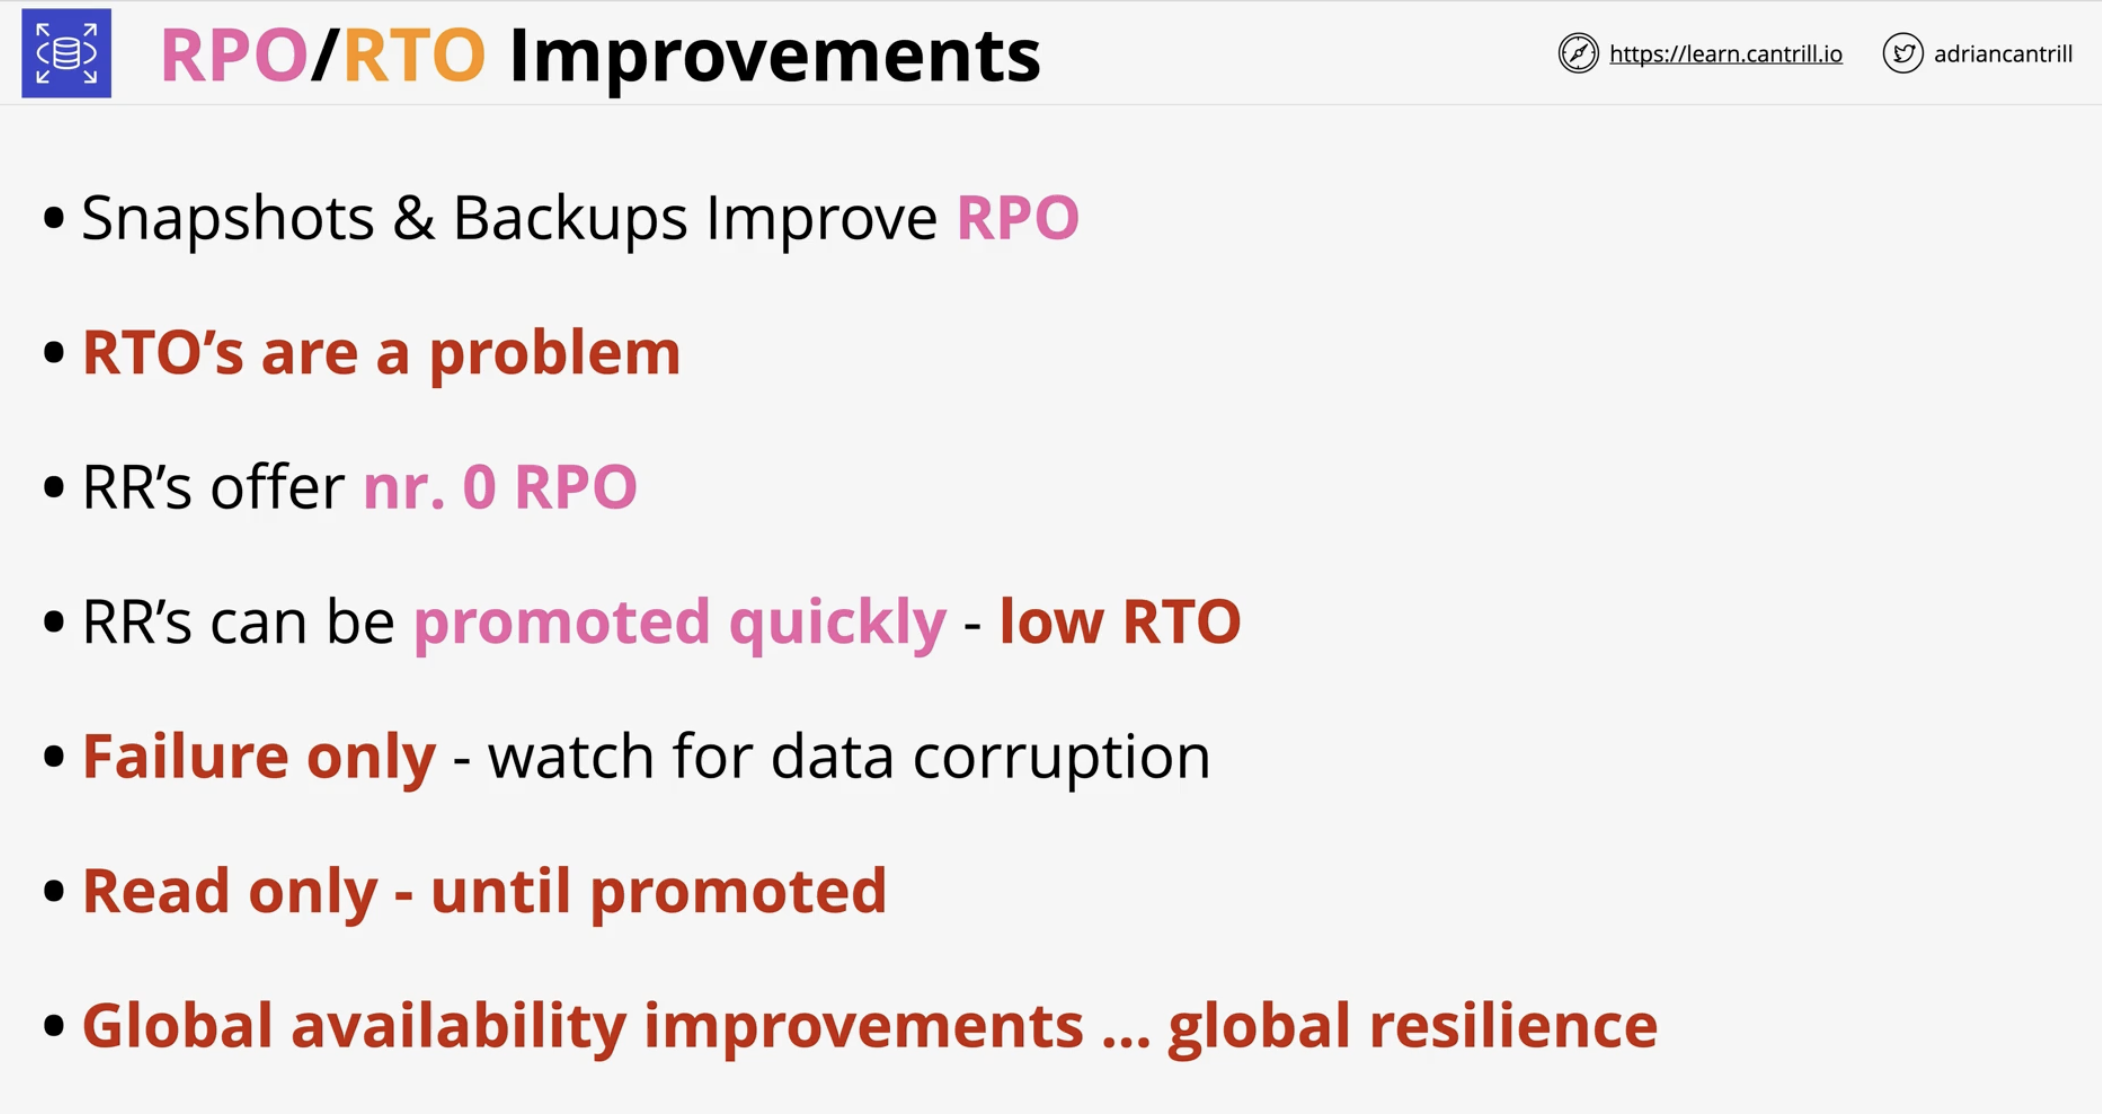 RPO/RTO Improvements
https://learn.cantrill.io
adriancantrill
• Snapshots & Backups Improve RPO
• RTO’s are a problem
• RR’s offer nr. 0 RPO
• RR’s can be promoted quickly - low RTO
• Failure only - watch for data corruption
• Read only - until promoted
• Global availability improvements ... global resilience